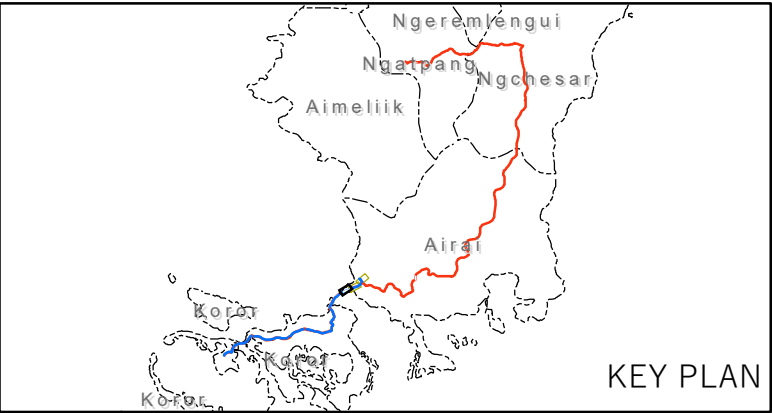 Ngeremlengui
Ngatpang
Ngchesar
Aimeliik
Airai
Koror
Koror
KEY PLAN
Koror